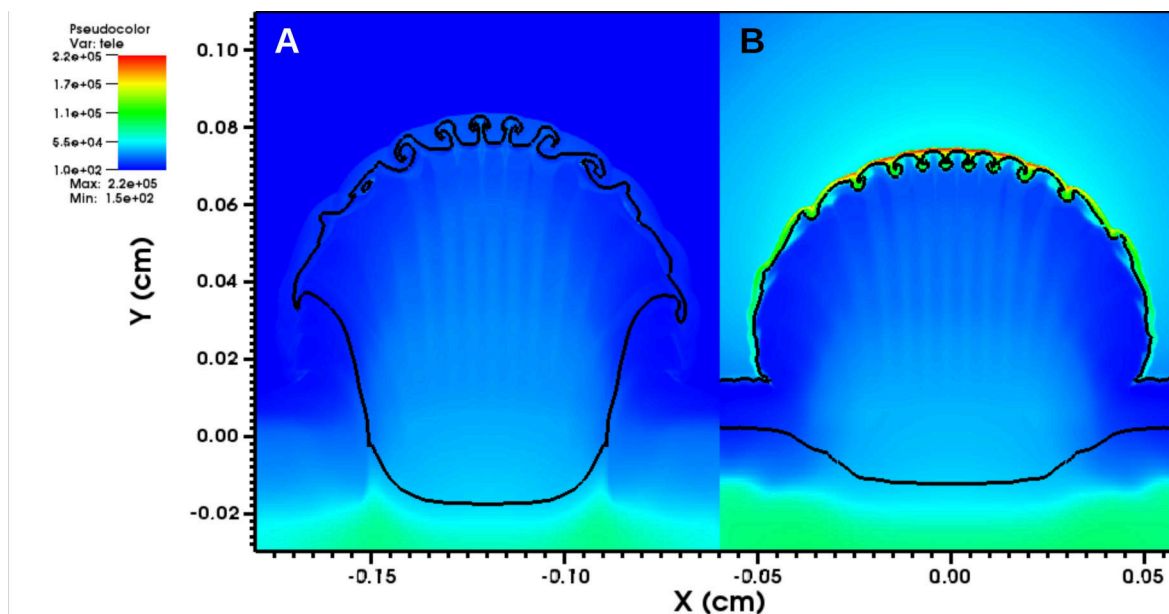 Pseudocolor
Var: tele
2.2e+05
1.7e+05
1.1e+05
5.5e+04
1.0e+02
Max: 2.2e+05
Min: 1.5e+02
A
B
0.10
0.08
0.06
0.04
0.02
0.00
-0.02
Y (cm)
-0.15
-0.10
-0.05
0.00
0.05
X (cm)